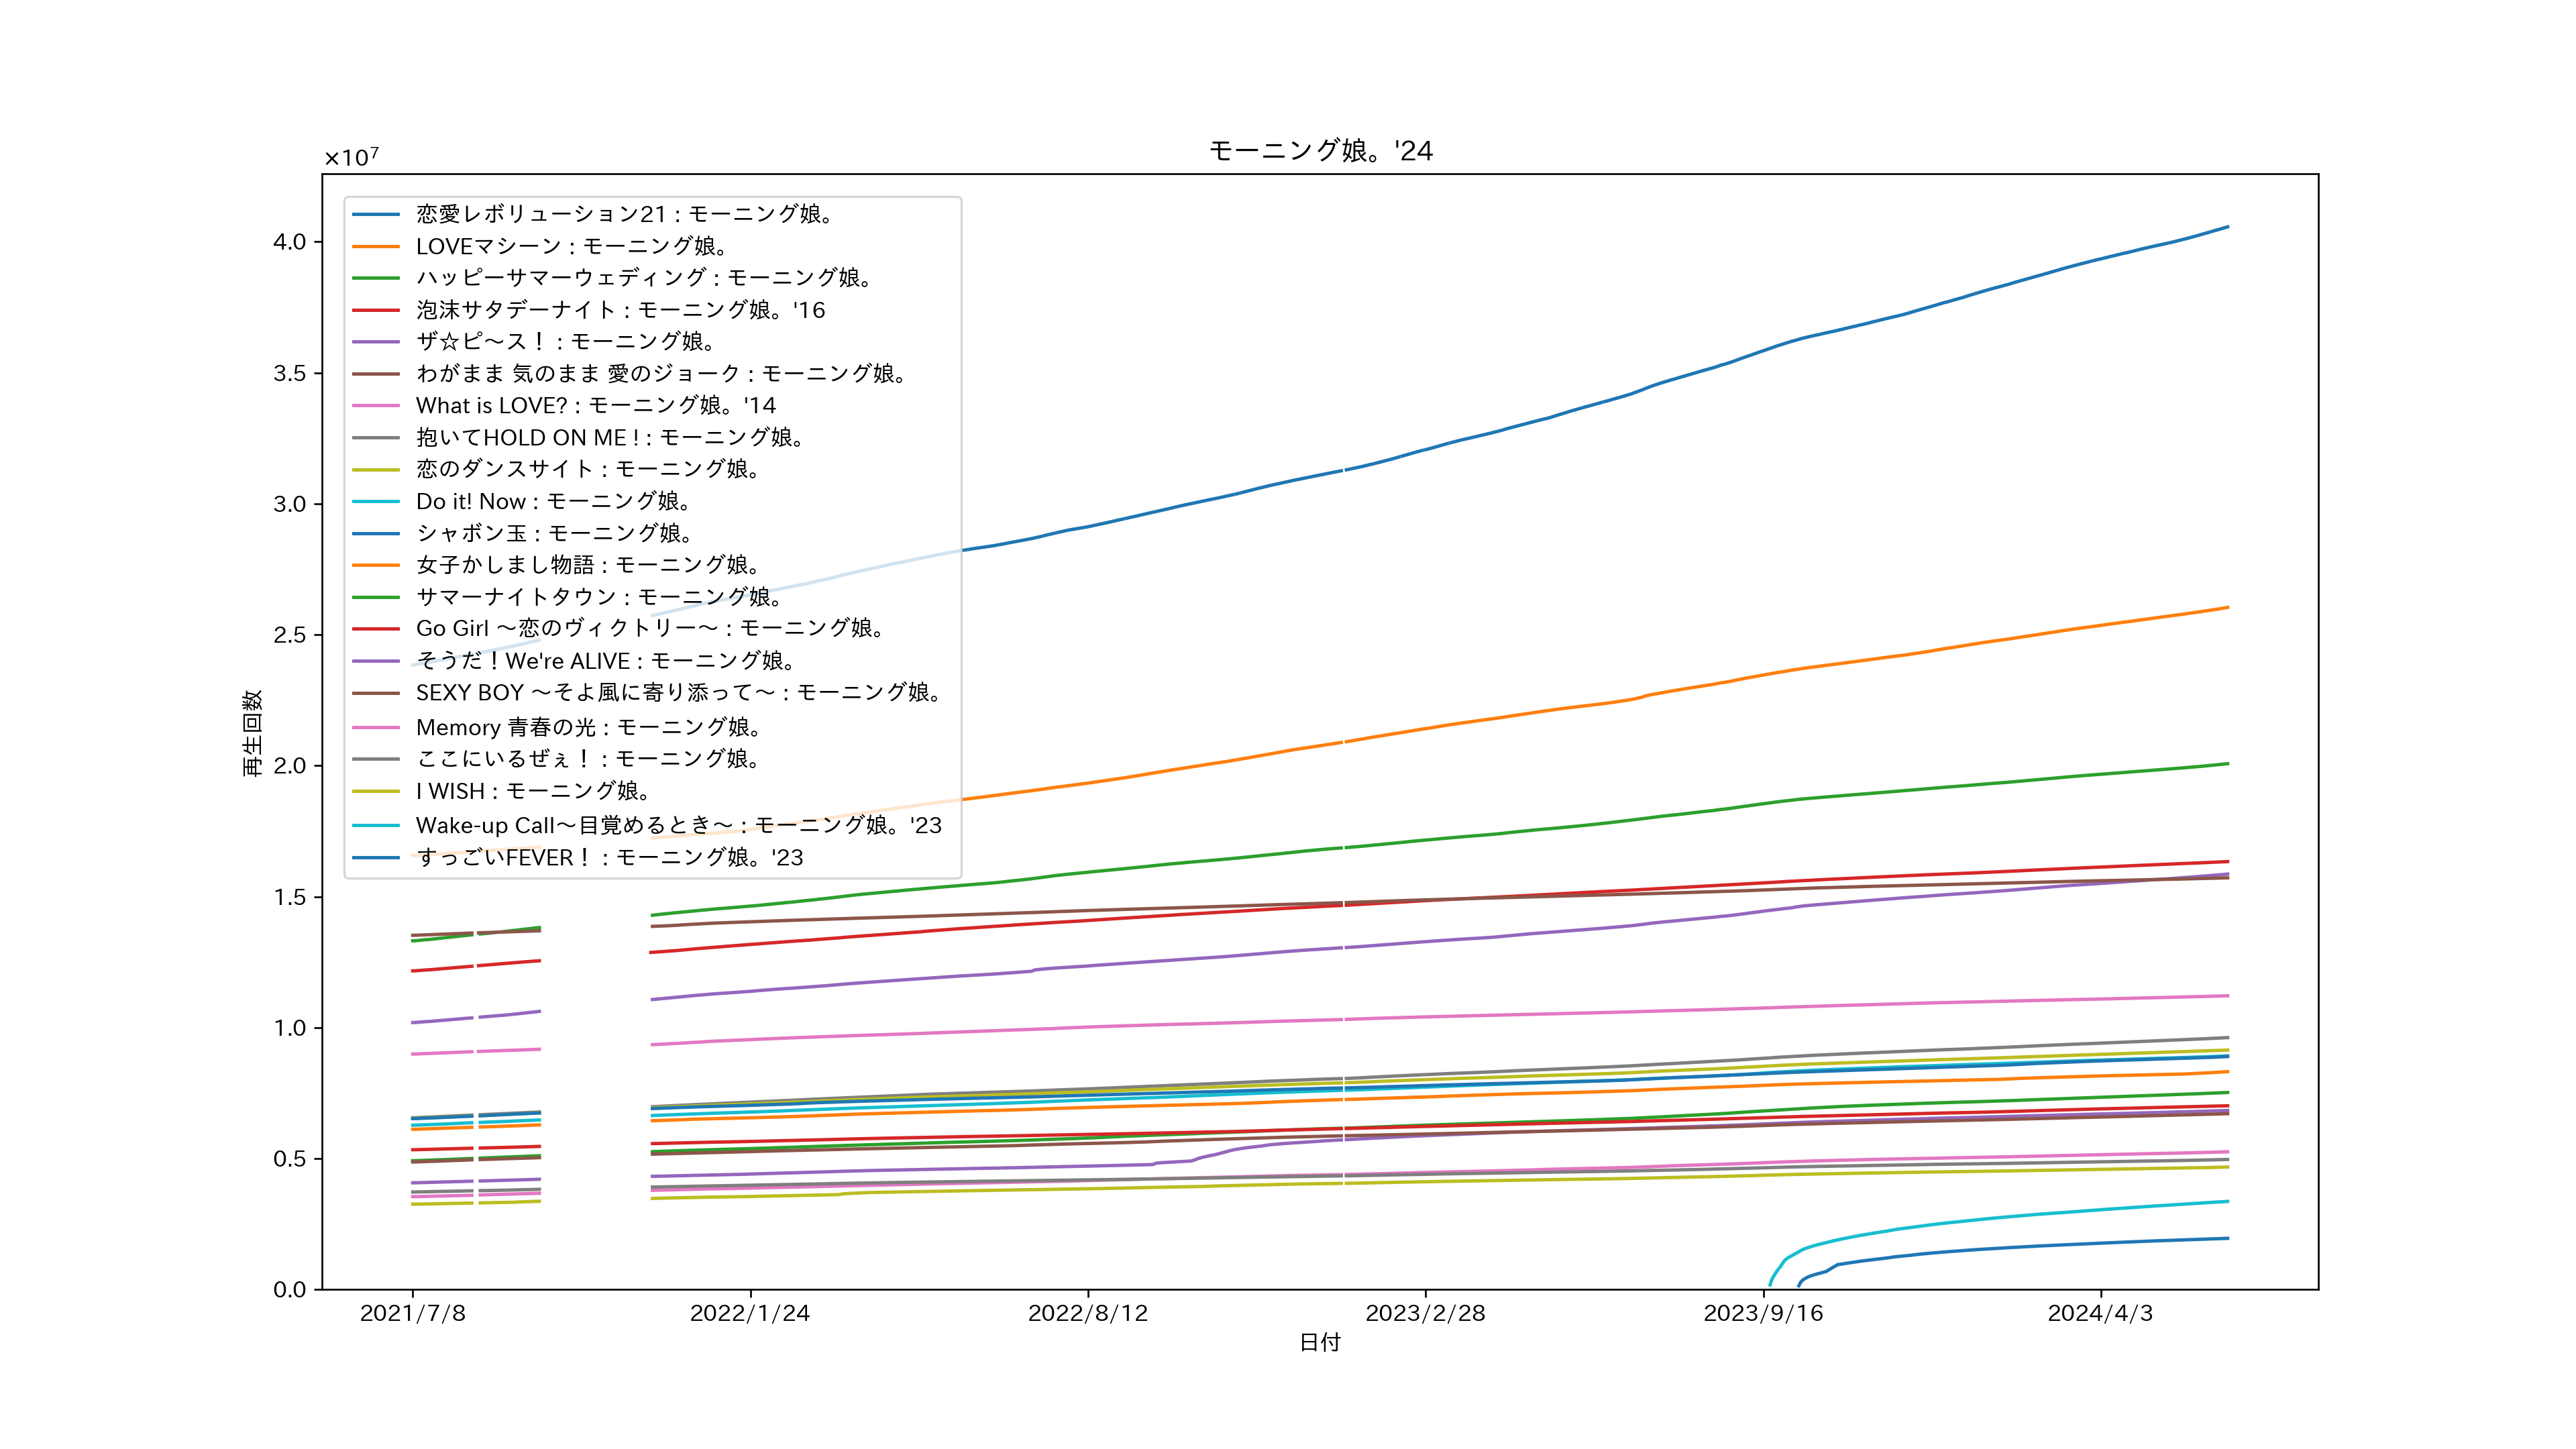 モーニング娘。'24
×10⁷
恋愛レボリューション21 : モーニング娘。
LOVEマシーン : モーニング娘。
ハッピーサマーウェディング : モーニング娘。
泡沫サタデーナイト : モーニング娘。'16
ザ☆ピ〜ス！ : モーニング娘。
わがまま 気のまま 愛のジョーク : モーニング娘。
What is LOVE? : モーニング娘。'14
抱いてHOLD ON ME ! : モーニング娘。
恋のダンスサイト : モーニング娘。
Do it! Now : モーニング娘。
シャボン玉 : モーニング娘。
女子かしまし物語 : モーニング娘。
サマーナイトタウン : モーニング娘。
Go Girl 〜恋のヴィクトリー〜 : モーニング娘。
そうだ！We're ALIVE : モーニング娘。
SEXY BOY 〜そよ風に寄り添って〜 : モーニング娘。
Memory 青春の光 : モーニング娘。
ここにいるぜぇ！ : モーニング娘。
I WISH : モーニング娘。
Wake-up Call〜目覚めるとき〜 : モーニング娘。'23
すっごいFEVER！ : モーニング娘。'23
4.0
3.5
3.0
2.5
2.0
1.5
1.0
0.5
0.0
再生回数
2021/7/8
2022/1/24
2022/8/12
2023/2/28
2023/9/16
2024/4/3
日付